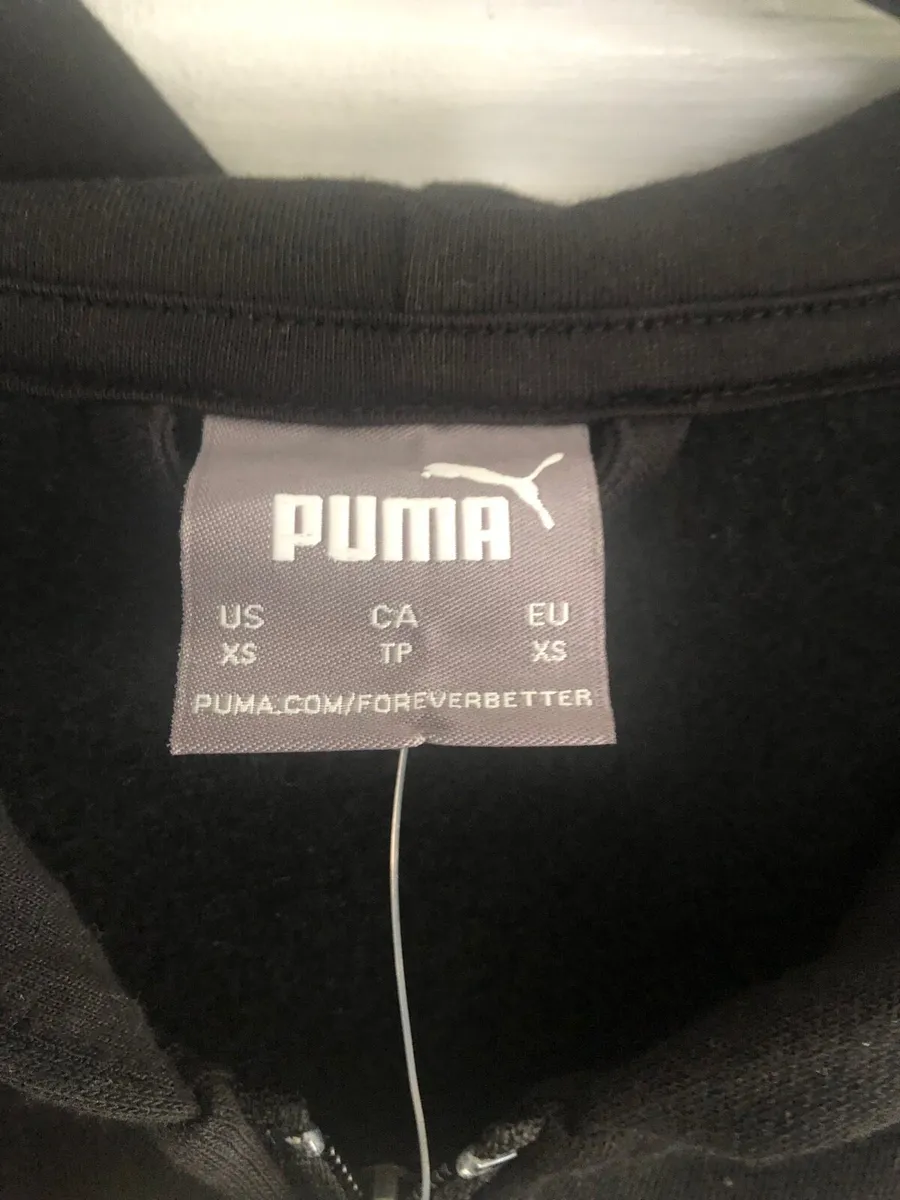 PUMA
US CA EU
XS TP XS
PUMA.COM/FOREVERBETTER